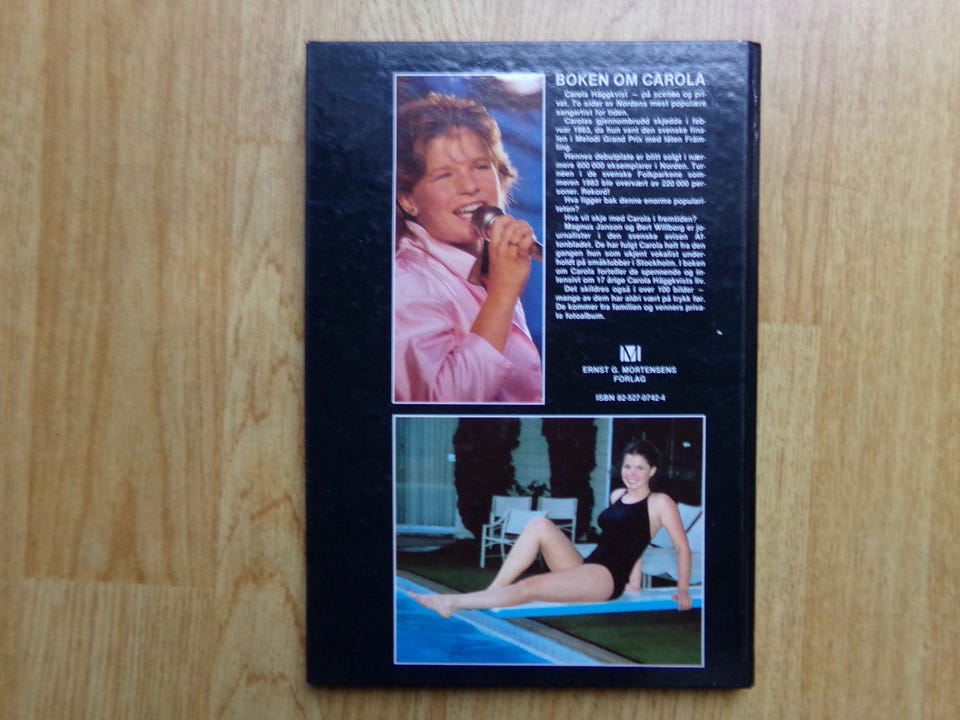 BOKEN OM CAROLA
Carola Häggkvist – på scenen og pri-
vat. To sider av Nordens mest populære
sangartist for tiden.
Carolas gjennombrudd skjedde i feb-
ruar 1983, da hun vant den svenske fina-
len i Melodi Grand Prix med låten Främ-
ling.
Hennes debutplate er blitt solgt i nær-
mere 600 000 eksemplarer i Norden. Tur-
néen i de svenske Folkparkene som-
meren 1983 ble overvært av 220 000 per-
soner. Rekord!
Hva ligger bak denne enorme populari-
teten?
Hva vil skje med Carola i fremtiden?
Magnus Janson og Bert Willborg er jo-
urnalister i den svenske avisen Af-
tonbladet. De har fulgt Carola helt fra den
gangen hun som ukjent vokalist under-
holdt på småklubber i Stockholm. I boken
om Carola forteller de spennende og in-
tensivt om 17 årige Carola Häggkvists liv.
Det skildres også i over 100 bilder –
mange av dem har aldri vært på trykk før.
De kommer fra familien og venners priva-
te fotoalbum.
ERNST G. MORTENSENS
FORLAG
ISBN 82-527-0742-4